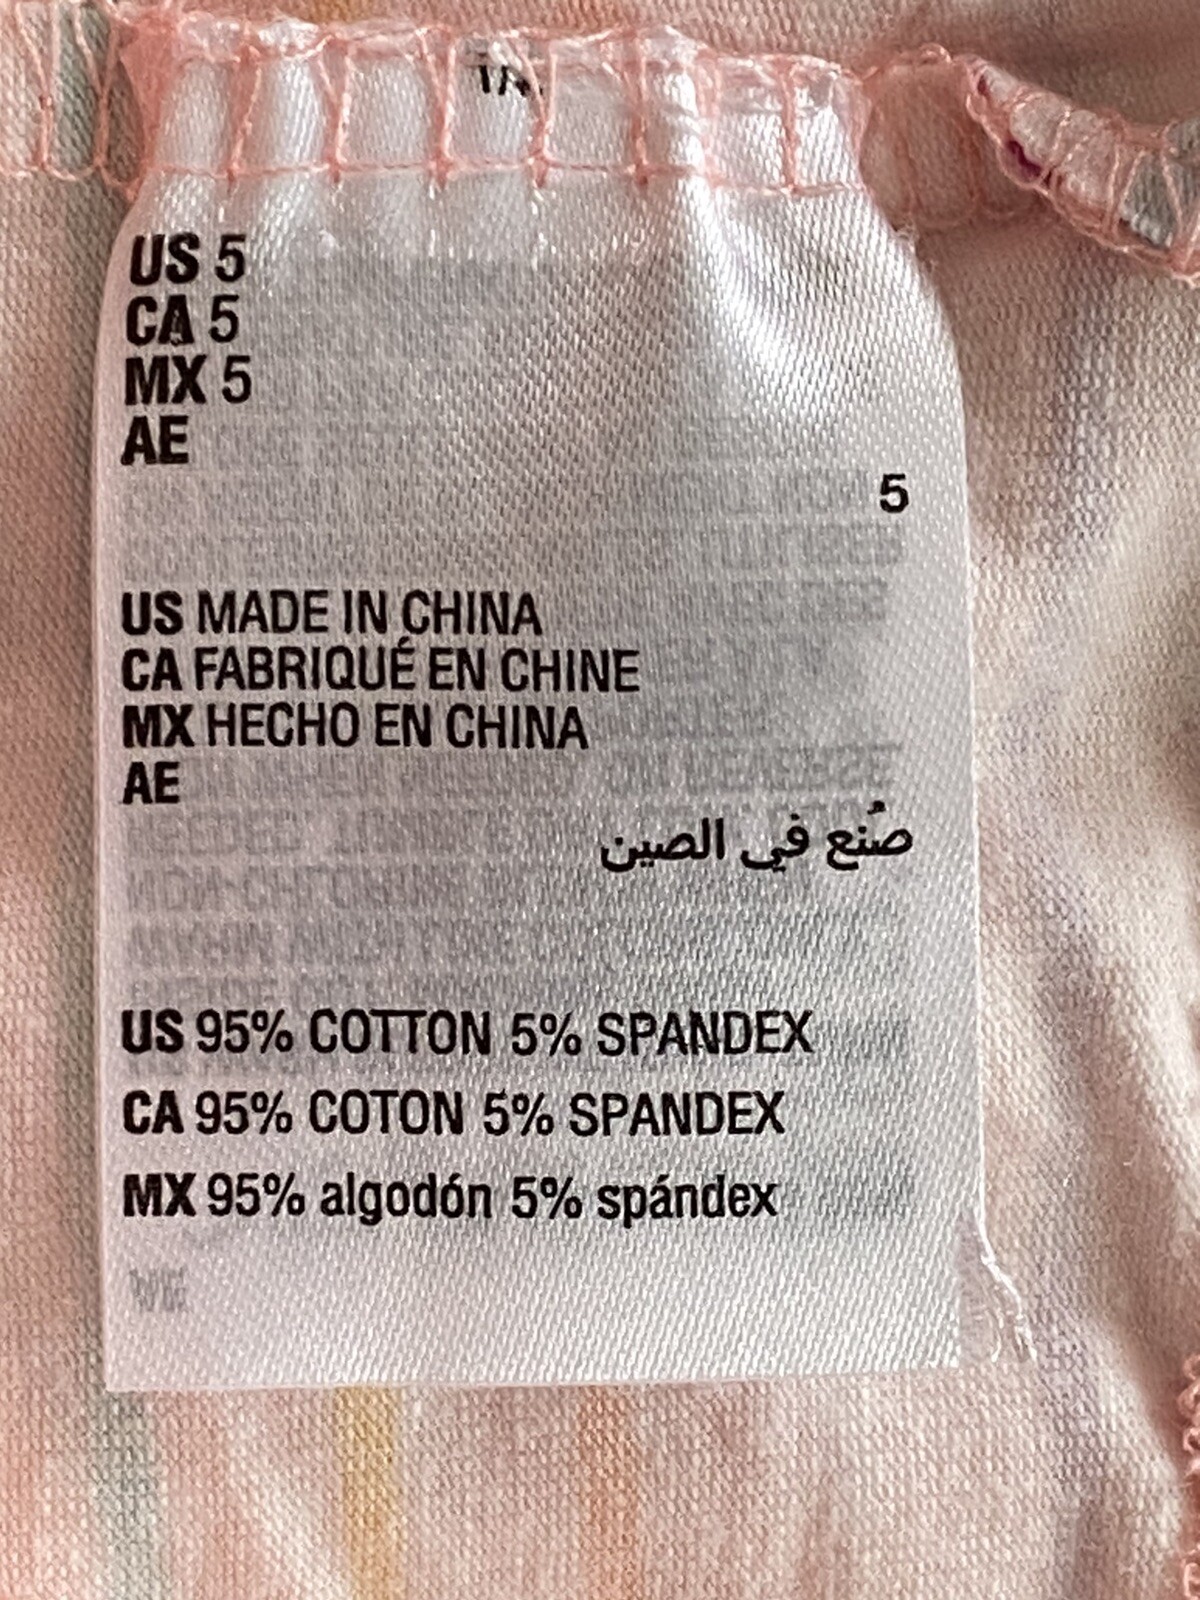 US 5
CA 5
MX 5
AE
5
US MADE IN CHINA
CA FABRIQUÉ EN CHINE
MX HECHO EN CHINA
AE
صُنع في الصين
US 95% COTTON 5% SPANDEX
CA 95% COTON 5% SPANDEX
MX 95% algodón 5% spándex